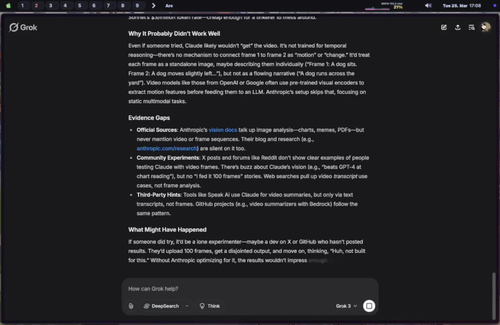 1 2 3 4 5 6 7 8 9 Arc
21%
Tue 25. Mar 17:08
Grok
Why It Probably Didn't Work Well
Even if someone tried, Claude likely wouldn't "get" the video. It's not trained for temporal
reasoning—there's no mechanism to connect frame 1 to frame 2 as "motion" or "change." It'd treat
each frame as a standalone image, maybe describing them individually ("Frame 1: A dog sits.
Frame 2: A dog moves slightly left..."), but not as a flowing narrative ("A dog runs across the
yard"). Video models like those from OpenAI or Google often use pre-trained visual encoders to
extract motion features before feeding them to an LLM. Anthropic's setup skips that, focusing on
static multimodal tasks.
Evidence Gaps
• Official Sources: Anthropic's vision docs talk up image analysis—charts, memes, PDFs—but
never mention video or frame sequences. Their blog and research (e.g.,
anthropic.com/research) are silent on it too.
• Community Experiments: X posts and forums like Reddit don't show clear examples of people
testing Claude with video frames. There's buzz about Claude's vision (e.g., "beats GPT-4 at
chart reading"), but no "I fed it 100 frames" stories. Web searches pull up video transcript use
cases, not frame analysis.
• Third-Party Hints: Tools like Speak AI use Claude for video summaries, but only via text
transcripts, not frames. GitHub projects (e.g., video summarizers with Bedrock) follow the
same pattern.
What Might Have Happened
If someone did try, it'd be a lone experimenter—maybe a dev on X or GitHub who hasn't posted
results. They'd upload 100 frames, get a disjointed output, and move on, thinking, "Huh, not built
for this." Without Anthropic optimizing for it, the results wouldn't impress enough
How can Grok help?
DeepSearch Think Grok 3